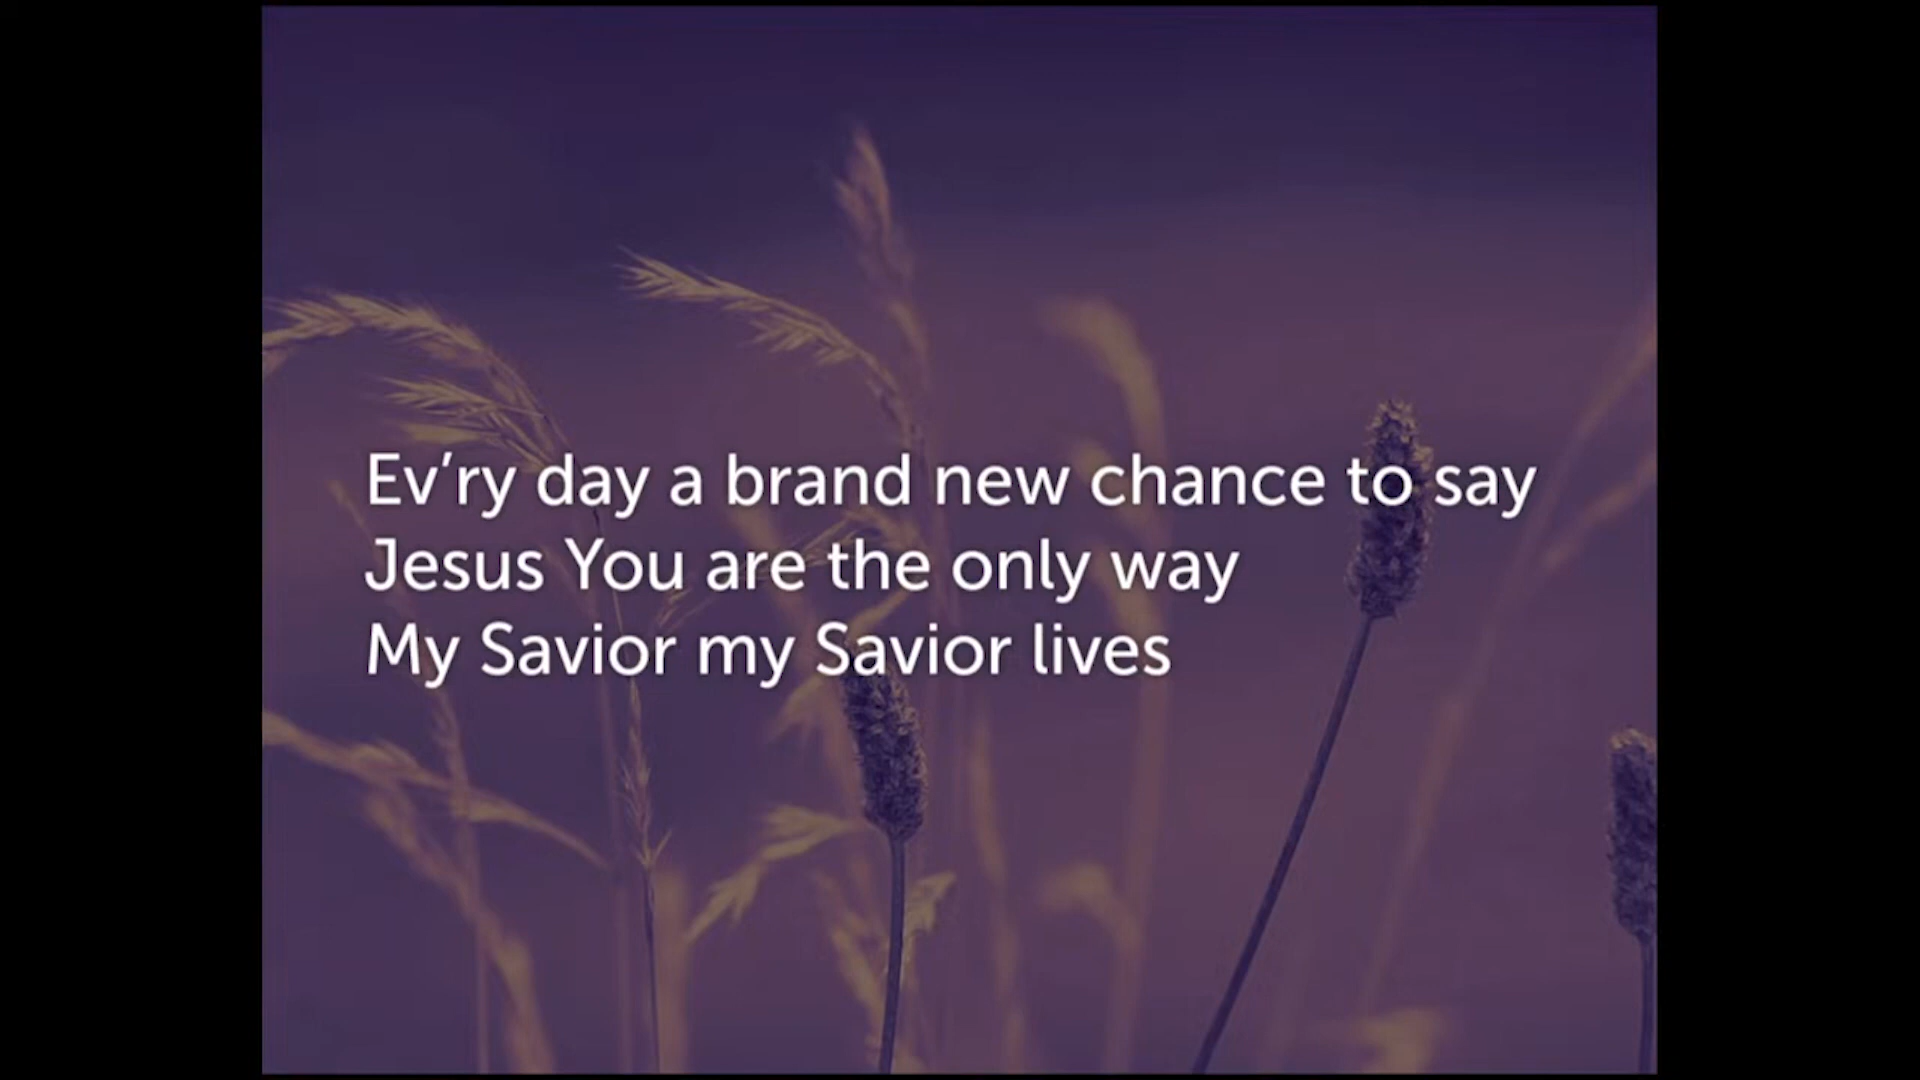 Ev’ry day a brand new chance to say
Jesus You are the only way
My Savior my Savior lives